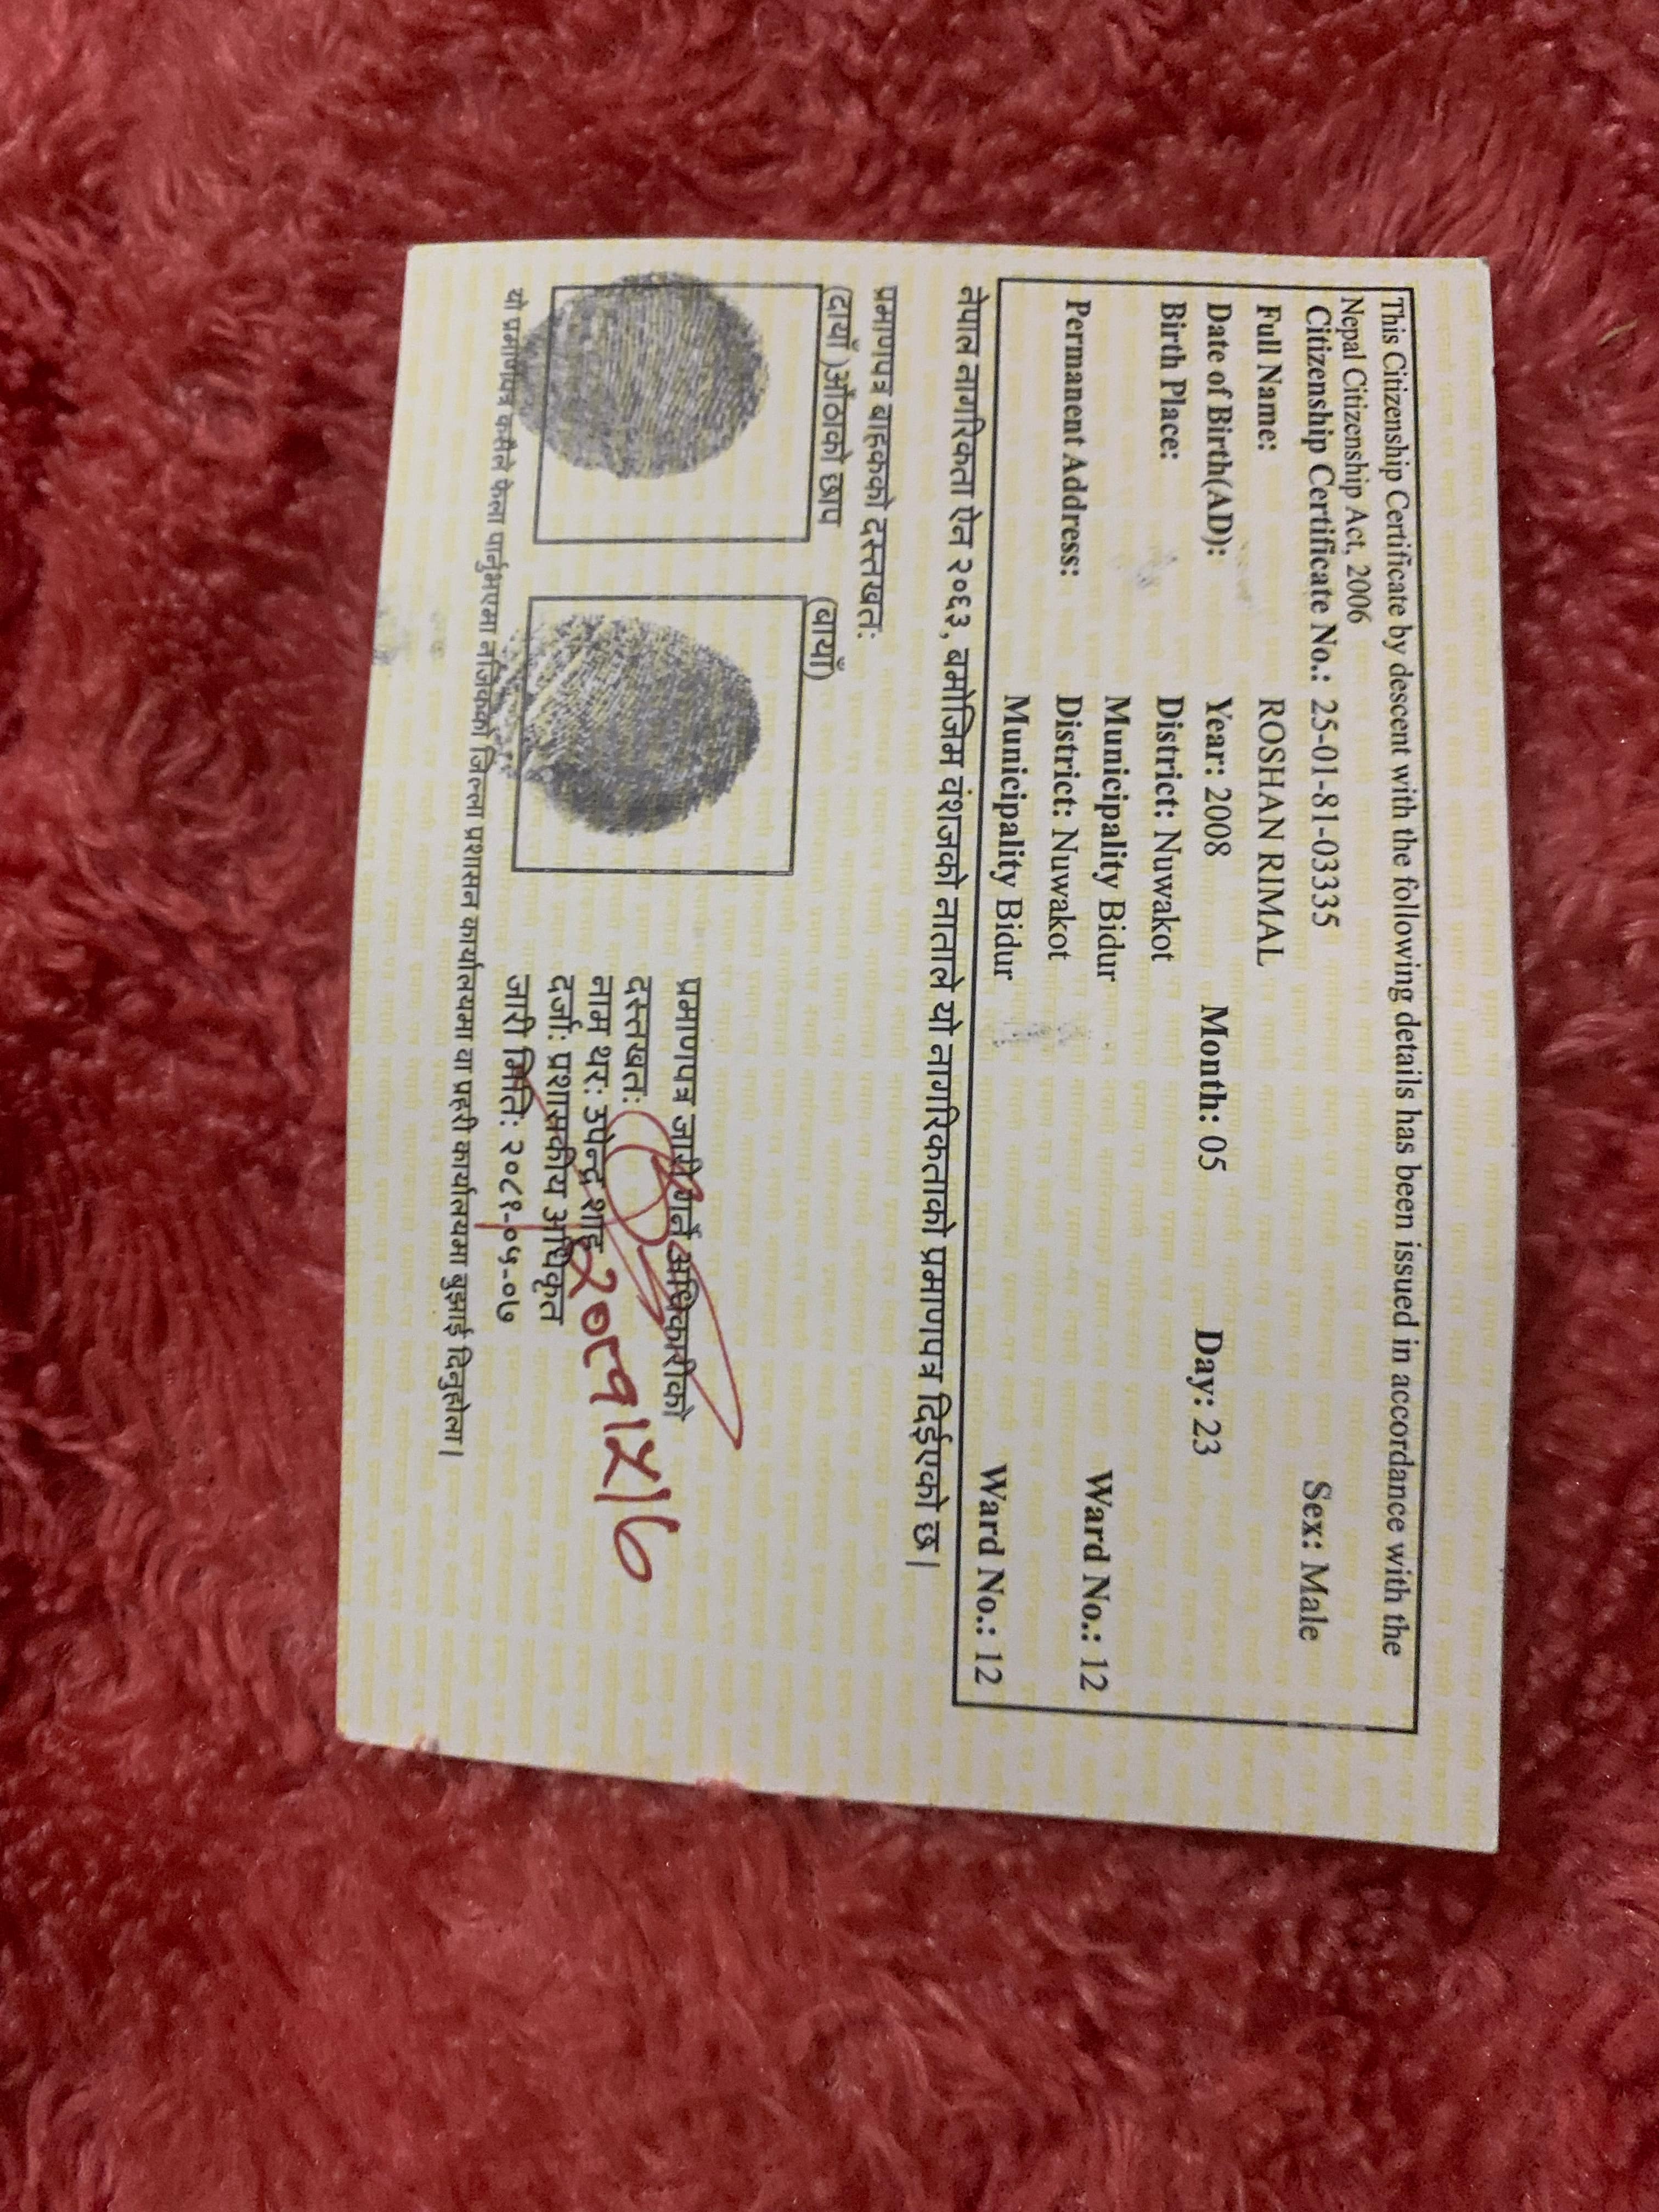 This Citizenship Certificate by descent with the following details has been issued in accordance with the
Nepal Citizenship Act, 2006
Citizenship Certificate No.: 25-01-81-03335 Sex: Male
Full Name: ROSHAN RIMAL
Date of Birth(AD): Year: 2008 Month: 05 Day: 23
Birth Place: District: Nuwakot
Municipality Bidur Ward No.: 12
Permanent Address: District: Nuwakot
Municipality Bidur Ward No.: 12
नेपाल नागरिकता ऐन २०६३, बमोजिम वंशजको नाताले यो नागरिकताको प्रमाणपत्र दिईएको छ।
प्रमाणपत्र बाहकको दस्तखत:
(दायाँ )औंठाको छाप (बायाँ)
प्रमाणपत्र जारी गर्ने अधिकारीको
दस्तखत:
नाम थर: उपेन्द्र शाह
२०८१।५।७
दर्जा: प्रशासकीय अधिकृत
जारी मिति: २०८१-०५-०७
यो प्रमाणपत्र कसैले फेला पार्नुभएमा नजिकको जिल्ला प्रशासन कार्यालयमा वा प्रहरी कार्यालयमा बुझाई दिनुहोला।